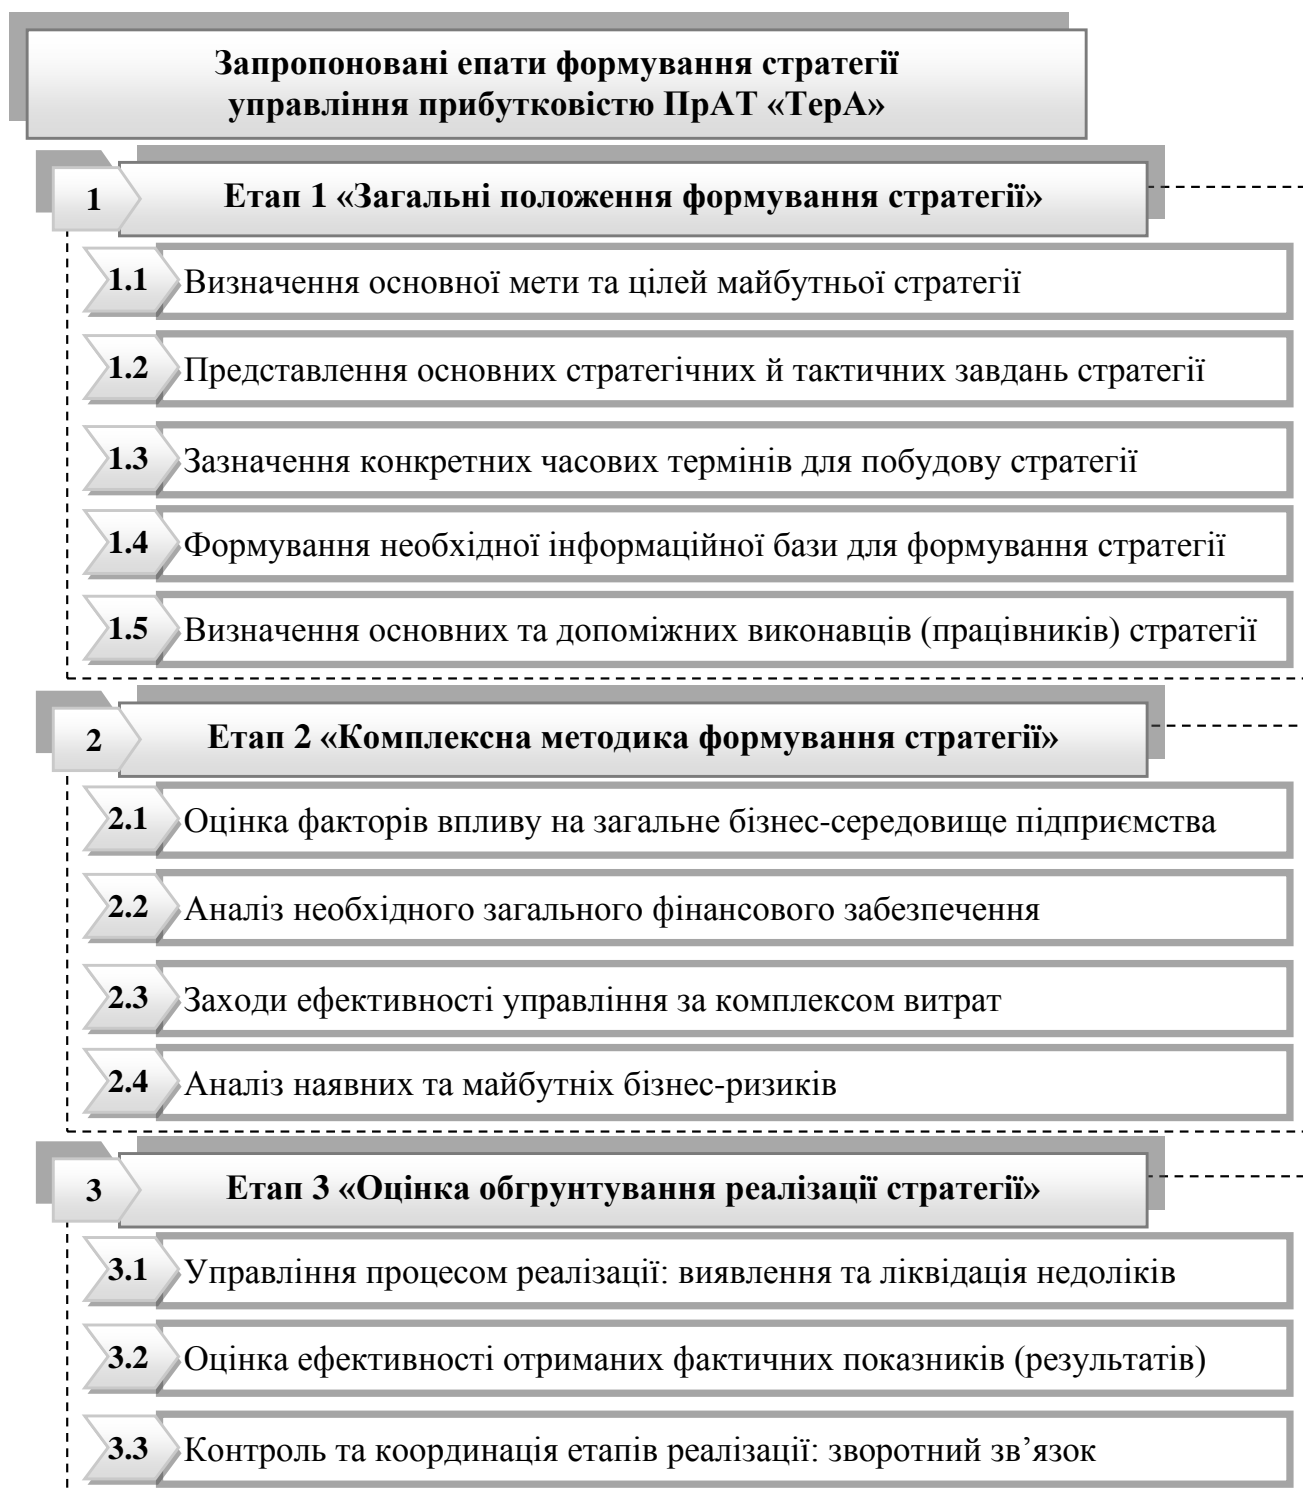 Запропоновані епати формування стратегії
управління прибутковістю ПрАТ «ТерА»
1 Етап 1 «Загальні положення формування стратегії»
1.1 Визначення основної мети та цілей майбутньої стратегії
1.2 Представлення основних стратегічних й тактичних завдань стратегії
1.3 Зазначення конкретних часових термінів для побудову стратегії
1.4 Формування необхідної інформаційної бази для формування стратегії
1.5 Визначення основних та допоміжних виконавців (працівників) стратегії
2 Етап 2 «Комплексна методика формування стратегії»
2.1 Оцінка факторів впливу на загальне бізнес-середовище підприємства
2.2 Аналіз необхідного загального фінансового забезпечення
2.3 Заходи ефективності управління за комплексом витрат
2.4 Аналіз наявних та майбутніх бізнес-ризиків
3 Етап 3 «Оцінка обгрунтування реалізації стратегії»
3.1 Управління процесом реалізації: виявлення та ліквідація недоліків
3.2 Оцінка ефективності отриманих фактичних показників (результатів)
3.3 Контроль та координація етапів реалізації: зворотний зв’язок